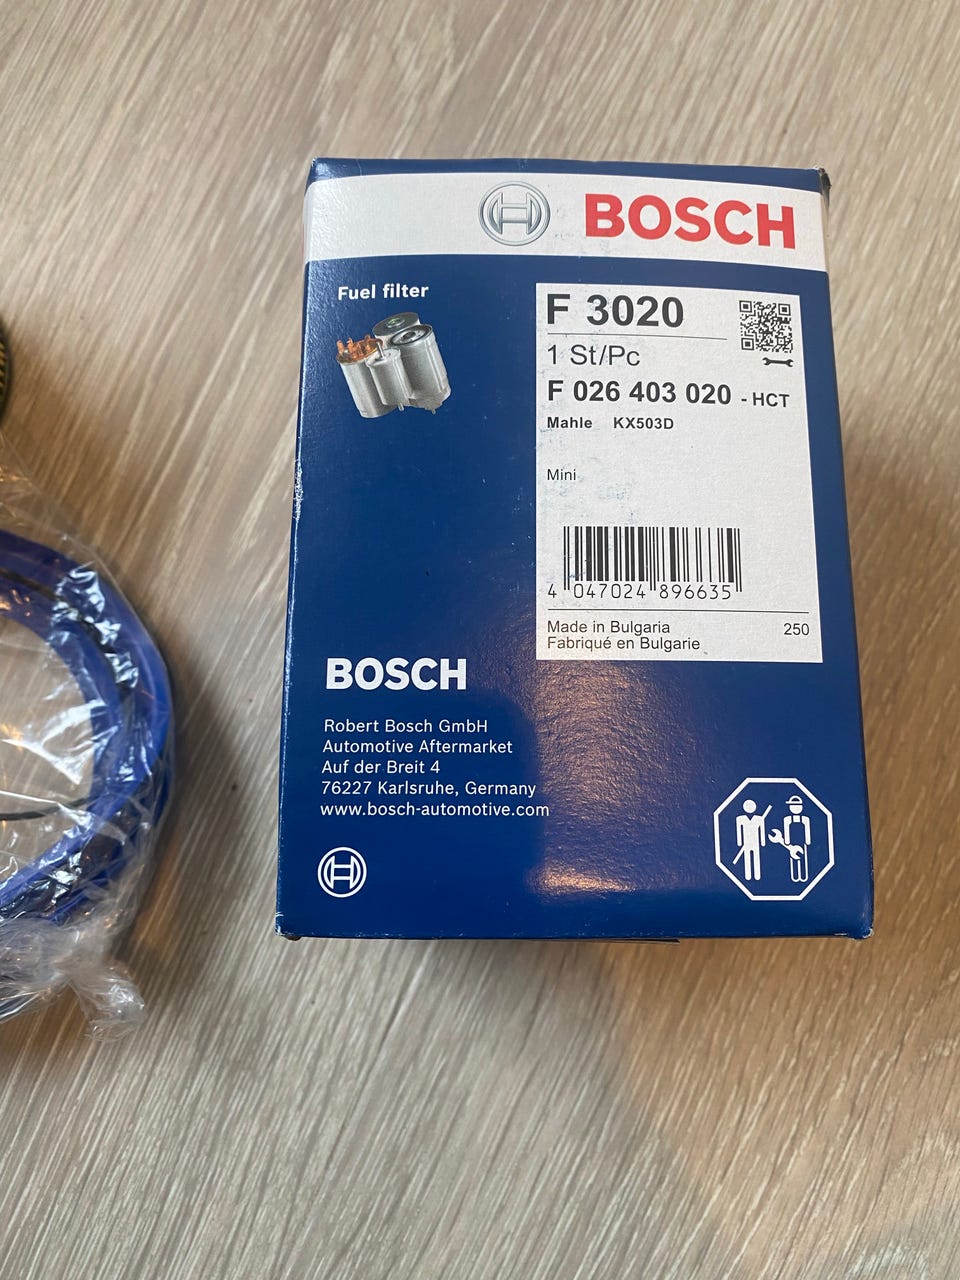 BOSCH
Fuel filter
F 3020
1 St/Pc
F 026 403 020 - HCT
Mahle KX503D
Mini
4 047024 896635
Made in Bulgaria 250
Fabriqué en Bulgarie
BOSCH
Robert Bosch GmbH
Automotive Aftermarket
Auf der Breit 4
76227 Karlsruhe, Germany
www.bosch-automotive.com